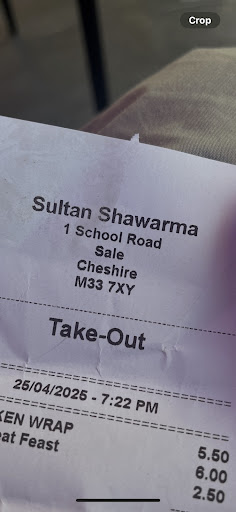 Crop
Sultan Shawarma
1 School Road
Sale
Cheshire
M33 7XY
Take-Out
25/04/2025 - 7:22 PM
KEN WRAP 5.50
eat Feast 6.00
2.50